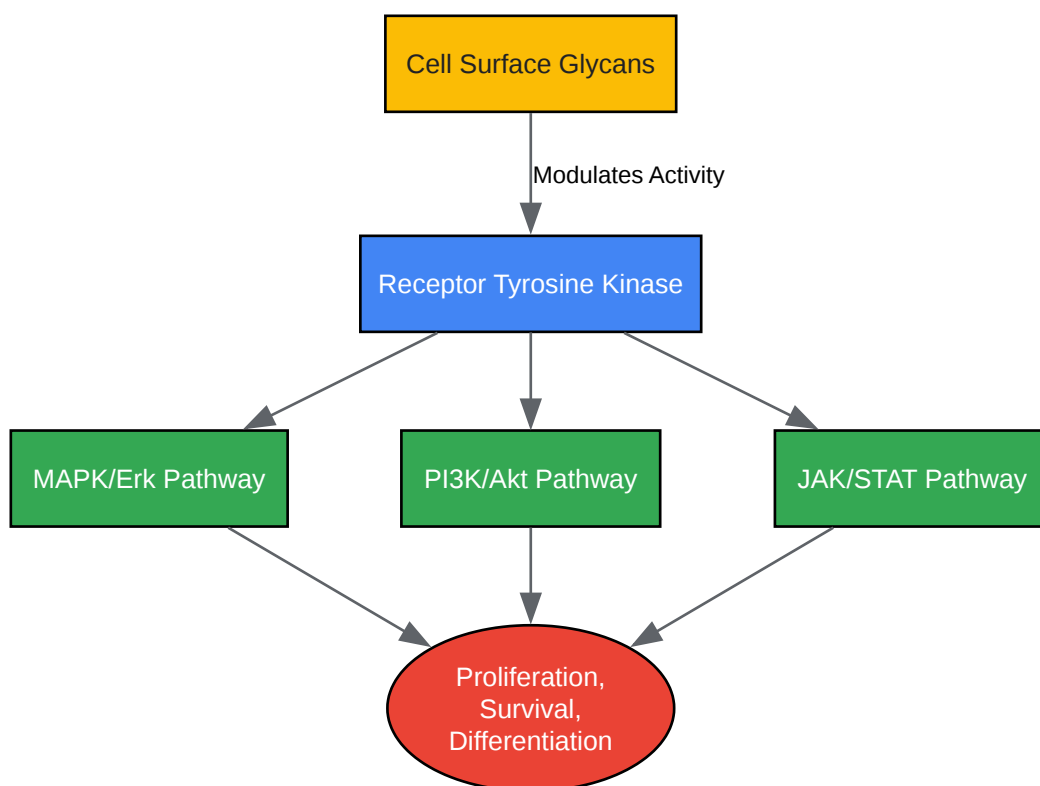 Cell Surface Glycans
Modulates Activity
Receptor Tyrosine Kinase
MAPK/Erk Pathway
PI3K/Akt Pathway
JAK/STAT Pathway
Proliferation,
Survival,
Differentiation